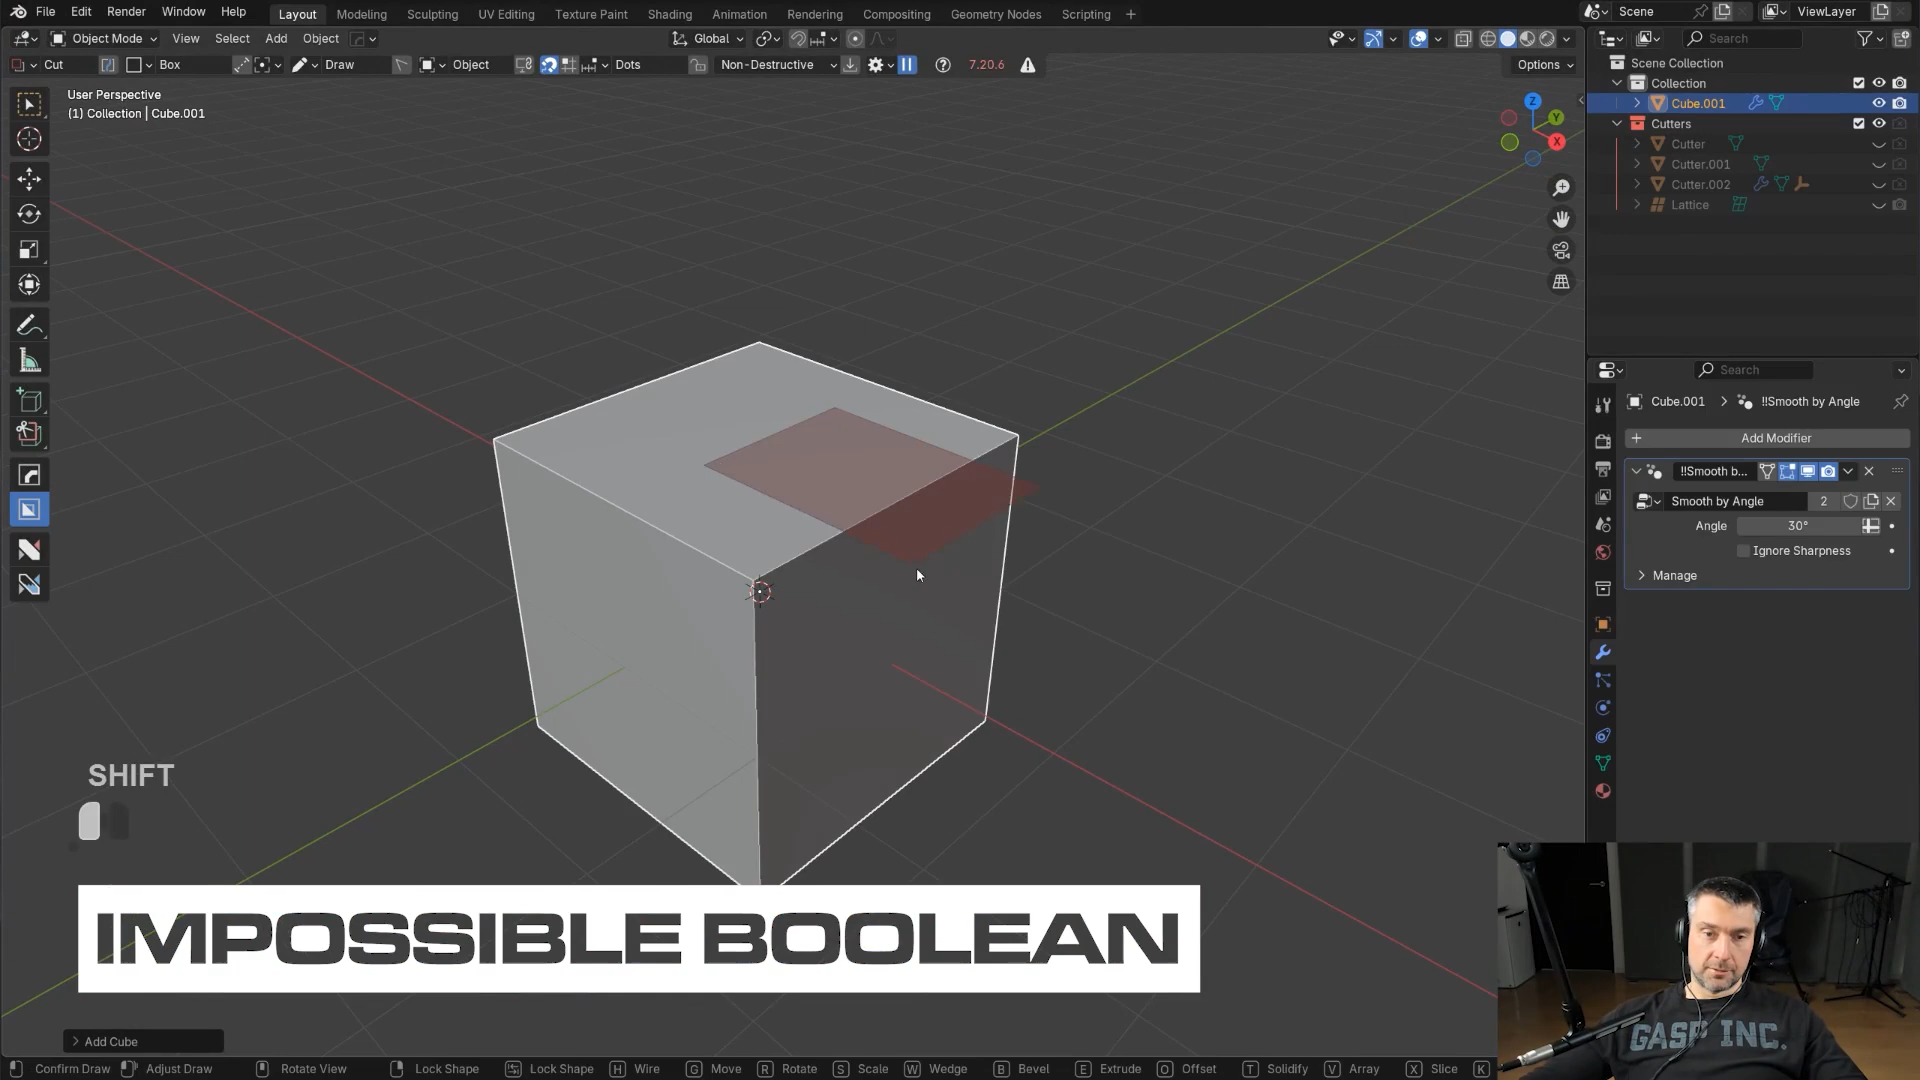 File Edit Render Window Help Layout Modeling Sculpting UV Editing Texture Paint Shading Animation Rendering Compositing Geometry Nodes Scripting + Scene ViewLayer
Object Mode View Select Add Object Global Search
Cut Box Draw Object Dots Non-Destructive 7.20.6 Options
User Perspective
(1) Collection | Cube.001
Z
Y
X
Scene Collection
Collection
Cube.001
Cutters
Cutter
Cutter.001
Cutter.002
Lattice
Search
Cube.001 > !!Smooth by Angle
+ Add Modifier
!!Smooth b...
Smooth by Angle 2
Angle 30°
Ignore Sharpness
Manage
SHIFT
IMPOSSIBLE BOOLEAN
GASP INC.
Add Cube
Confirm Draw Adjust Draw Rotate View Lock Shape Lock Shape H Wire G Move R Rotate S Scale W Wedge B Bevel E Extrude O Offset T Solidify V Array X Slice K